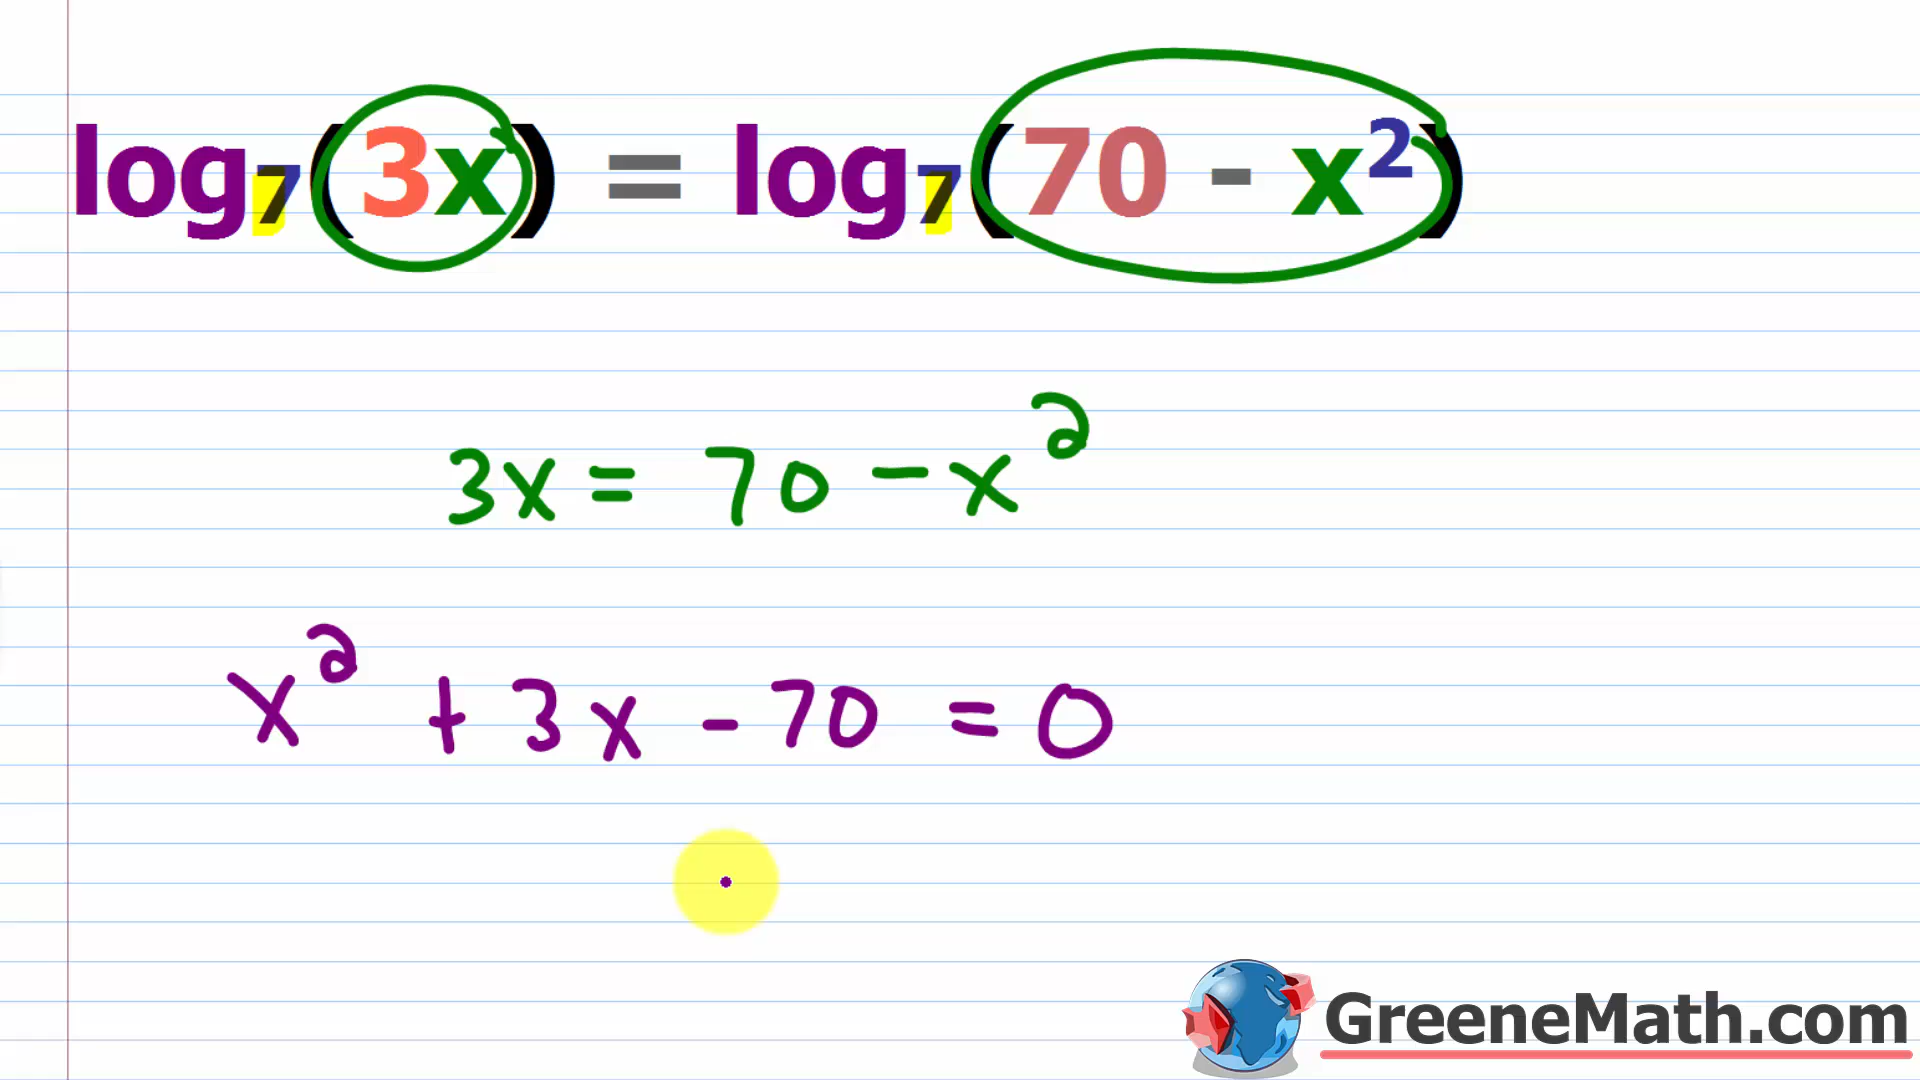 log₇(3x) = log₇(70 - x²)
3x = 70 - x²
x² + 3x - 70 = 0
GreeneMath.com